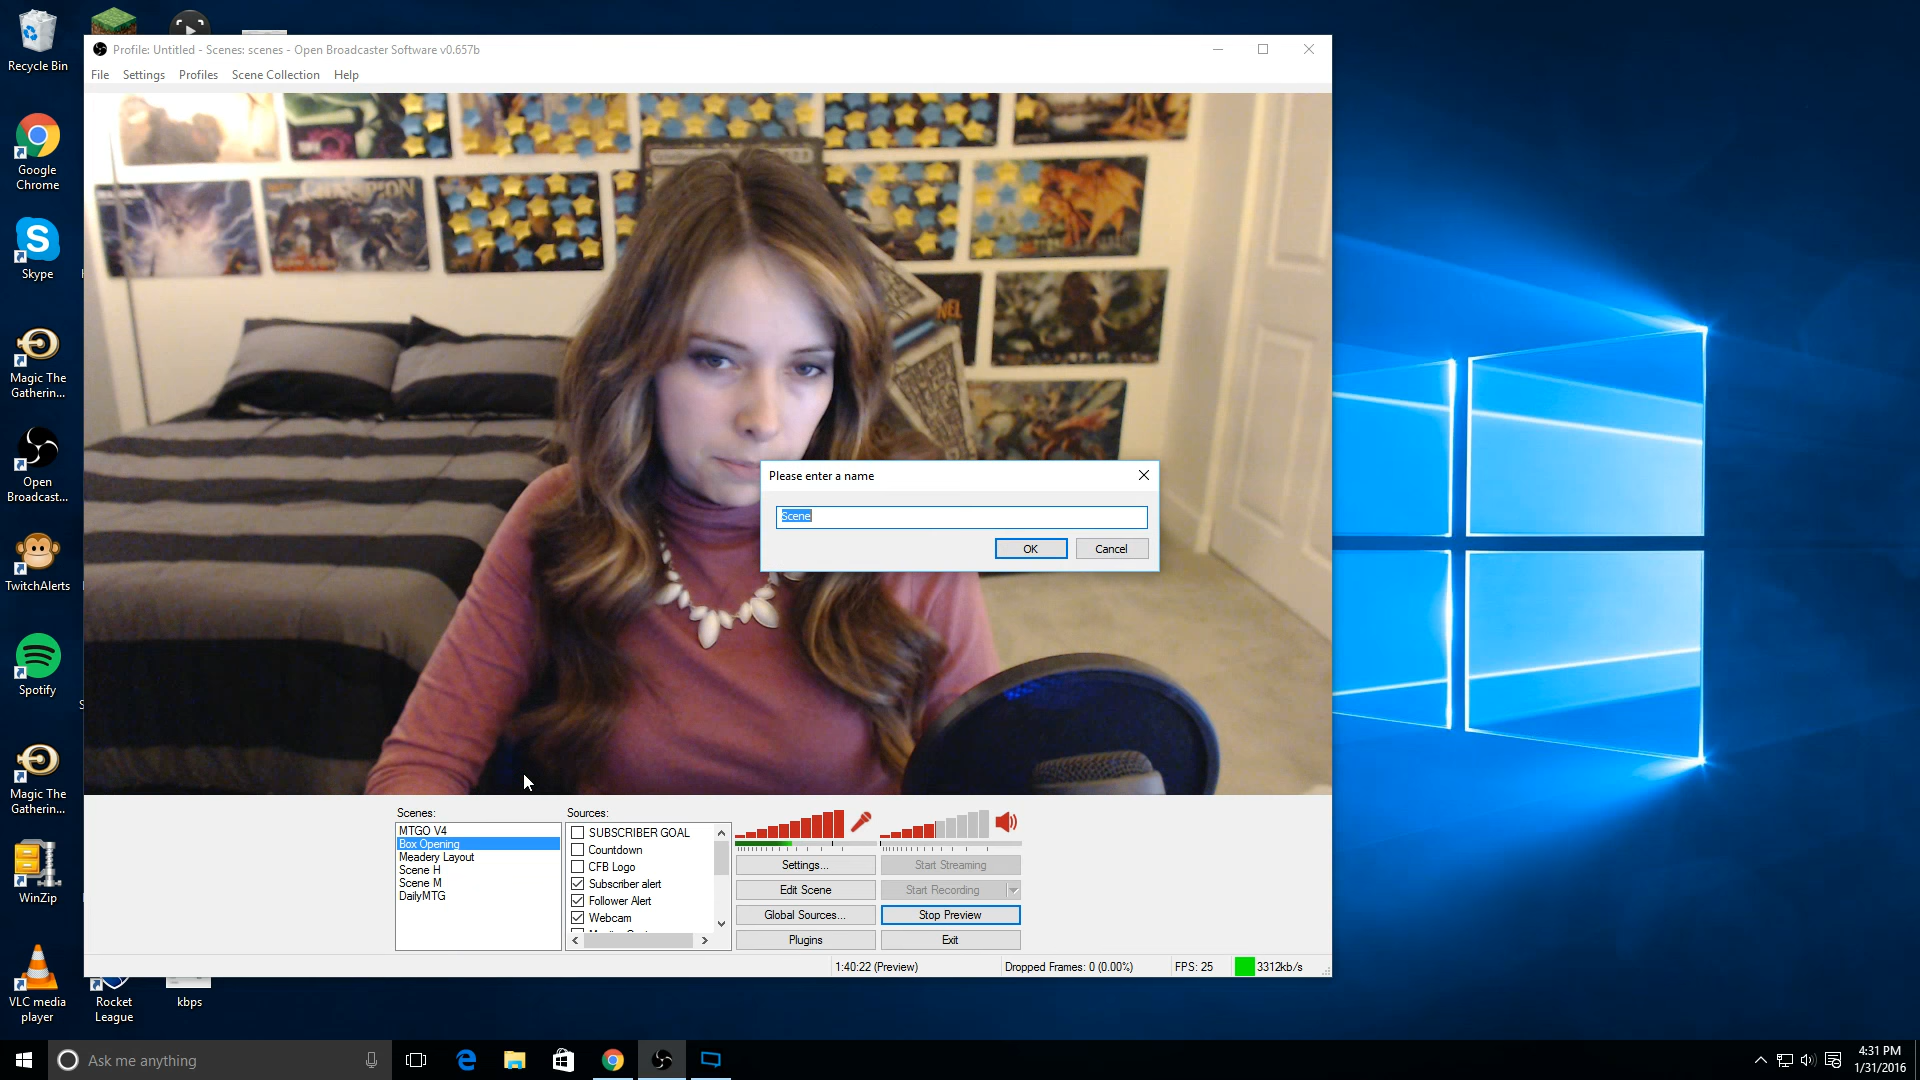 Profile: Untitled - Scenes: scenes - Open Broadcaster Software v0.657b
File Settings Profiles Scene Collection Help
Recycle Bin
Google
Chrome
Skype
Magic The
Gatherin...
Open
Broadcast...
TwitchAlerts
Spotify
Magic The
Gatherin...
WinZip
VLC media
player
Rocket
League
kbps
Please enter a name
Scene
OK Cancel
Scenes:
MTGO V4
Box Opening
Meadery Layout
Scene H
Scene M
DailyMTG
Sources:
SUBSCRIBER GOAL
Countdown
CFB Logo
Subscriber alert
Follower Alert
Webcam
Settings... Start Streaming
Edit Scene Start Recording
Global Sources... Stop Preview
Plugins Exit
1:40:22 (Preview) Dropped Frames: 0 (0.00%) FPS: 25 3312kb/s
Ask me anything
4:31 PM
1/31/2016